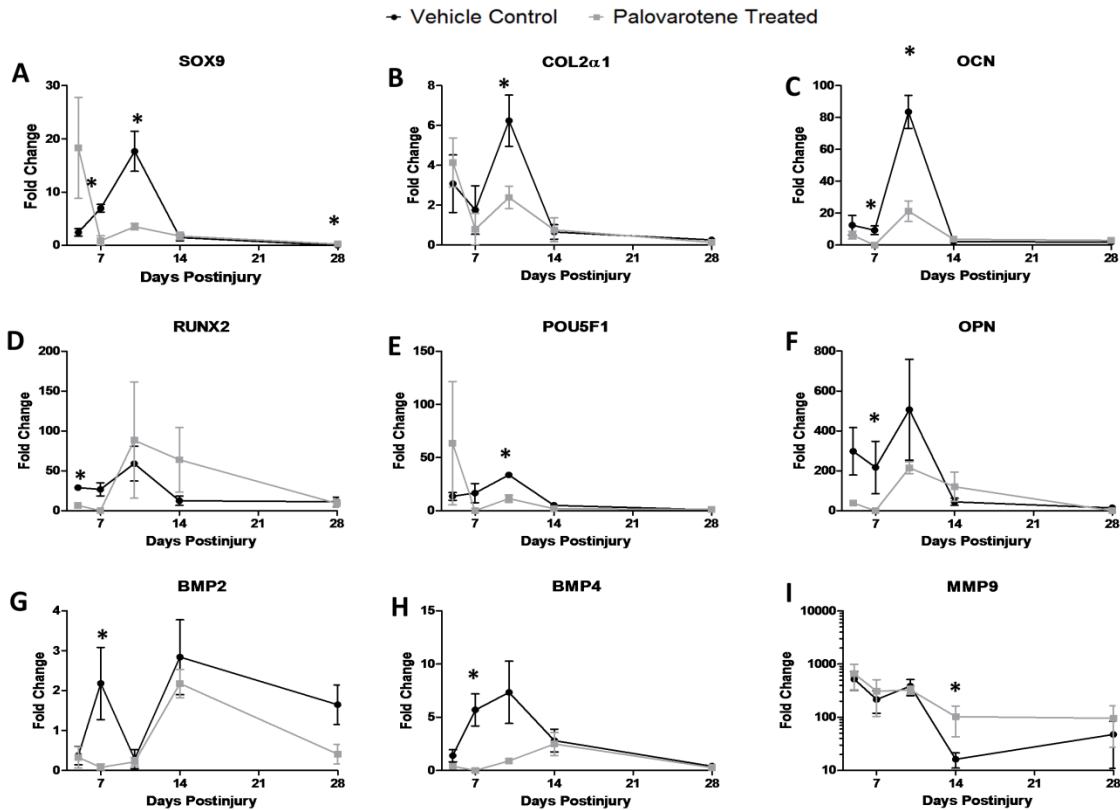 Vehicle Control Palovarotene Treated
A SOX9
30
20
10
0
Fold Change
* * *
7 14 21 28
Days Postinjury
B COL2α1
8
6
4
2
0
Fold Change
*
7 14 21 28
Days Postinjury
C OCN
100
80
60
40
20
0
Fold Change
* *
7 14 21 28
Days Postinjury
D RUNX2
200
150
100
50
0
Fold Change
*
7 14 21 28
Days Postinjury
E POU5F1
150
100
50
0
Fold Change
*
7 14 21 28
Days Postinjury
F OPN
800
600
400
200
0
Fold Change
*
7 14 21 28
Days Postinjury
G BMP2
4
3
2
1
0
Fold Change
*
7 14 21 28
Days Postinjury
H BMP4
15
10
5
0
Fold Change
*
7 14 21 28
Days Postinjury
I MMP9
10000
1000
100
10
Fold Change
*
7 14 21 28
Days Postinjury